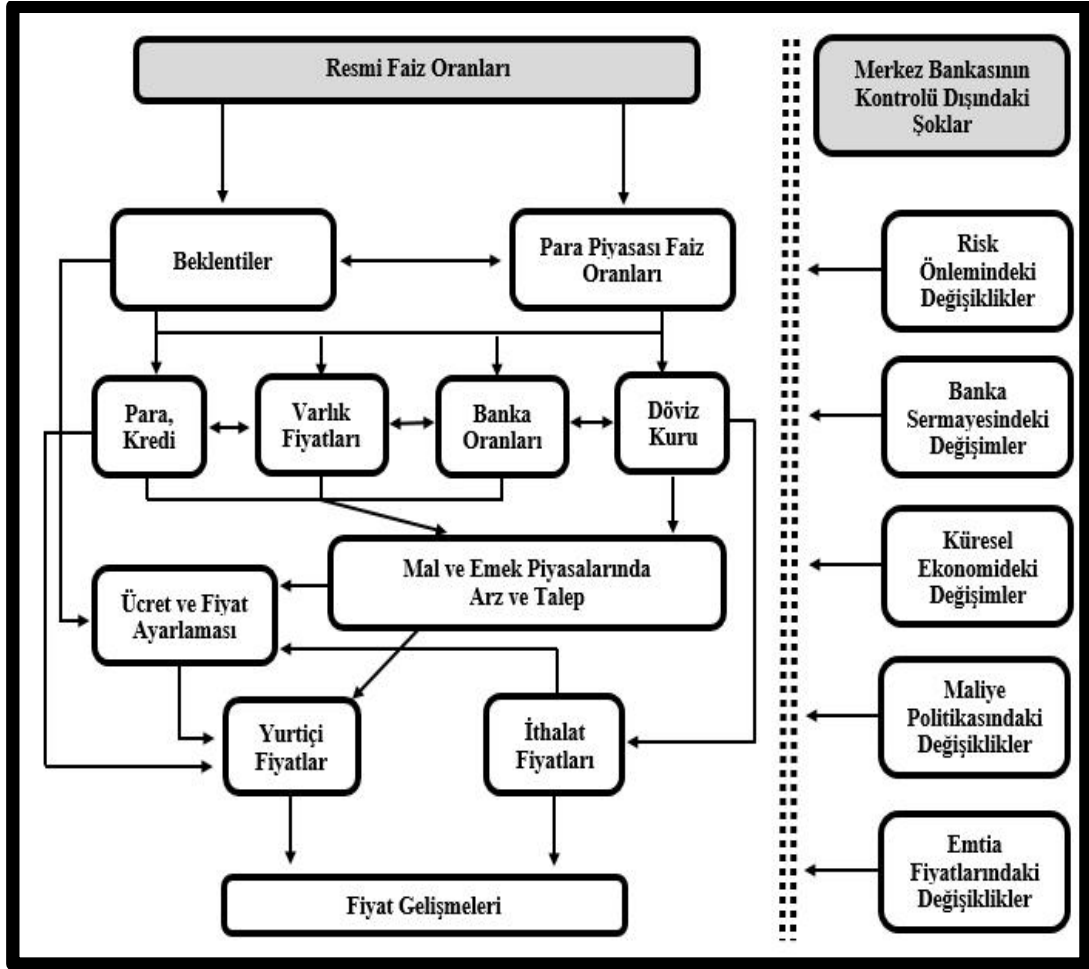 Resmi Faiz Oranları
Merkez Bankasının
Kontrolü Dışındaki
Şoklar
Beklentiler
Para Piyasası Faiz
Oranları
Risk
Önlemindeki
Değişiklikler
Para,
Kredi
Varlık
Fiyatları
Banka
Oranları
Döviz
Kuru
Banka
Sermayesindeki
Değişimler
Mal ve Emek Piyasalarında
Arz ve Talep
Küresel
Ekonomideki
Değişimler
Ücret ve Fiyat
Ayarlaması
Yurtiçi
Fiyatlar
İthalat
Fiyatları
Maliye
Politikasındaki
Değişiklikler
Fiyat Gelişmeleri
Emtia
Fiyatlarındaki
Değişiklikler